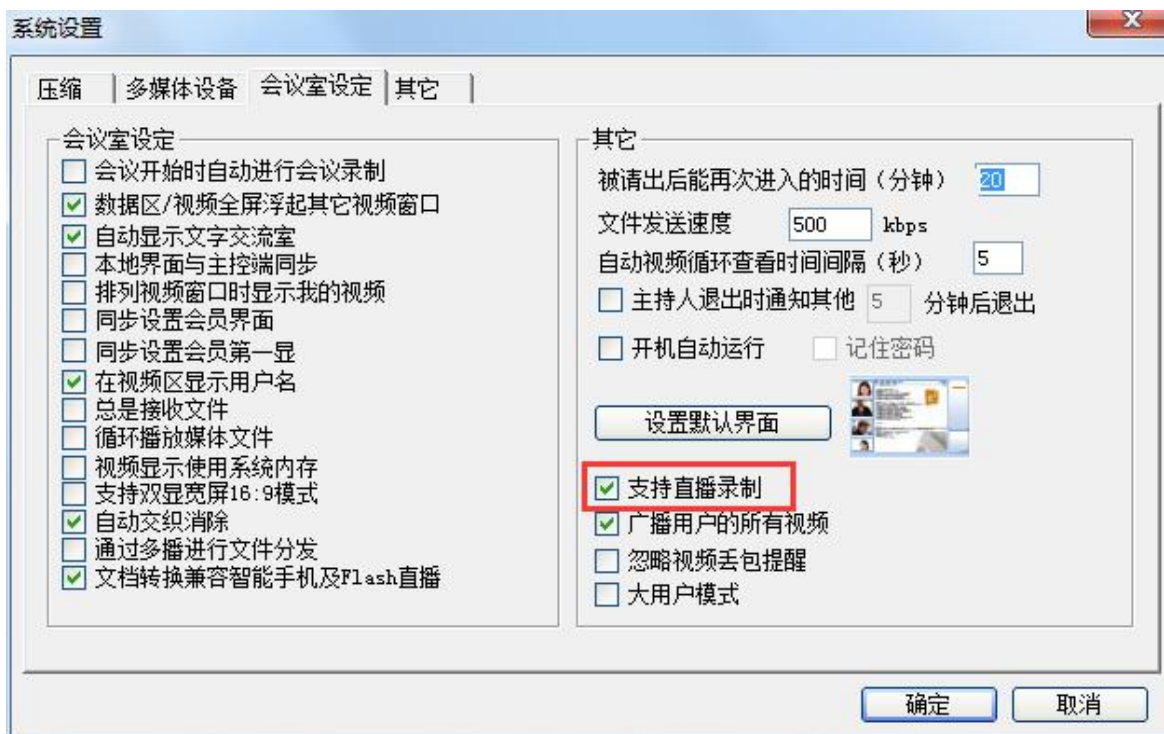 系统设置
压缩
多媒体设备
会议室设定
其它
会议室设定
会议开始时自动进行会议录制
数据区/视频全屏浮起其它视频窗口
自动显示文字交流室
本地界面与主控端同步
排列视频窗口时显示我的视频
同步设置会员界面
同步设置会员第一显
在视频区显示用户名
总是接收文件
循环播放媒体文件
视频显示使用系统内存
支持双显宽屏16:9模式
自动交织消除
通过多播进行文件分发
文档转换兼容智能手机及Flash直播
其它
被请出后能再次进入的时间（分钟） 20
文件发送速度 500 kbps
自动视频循环查看时间间隔（秒） 5
主持人退出时通知其他 5 分钟后退出
开机自动运行 记住密码
设置默认界面
支持直播录制
广播用户的所有视频
忽略视频丢包提醒
大用户模式
确定 取消